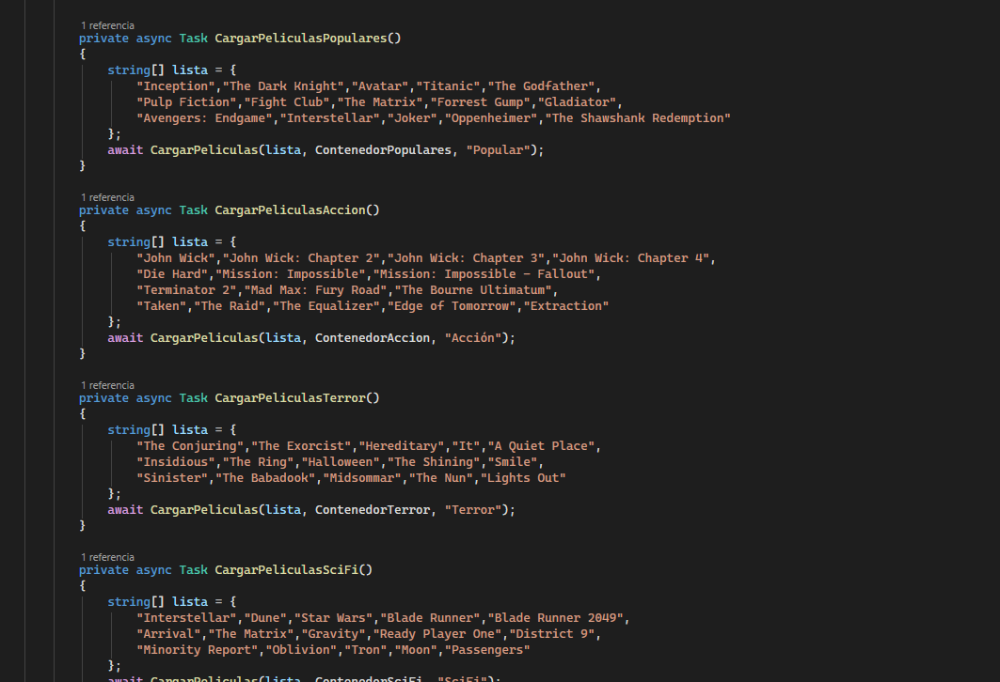 1 referencia
private async Task CargarPeliculasPopulares()
{
string[] lista = {
"Inception","The Dark Knight","Avatar","Titanic","The Godfather",
"Pulp Fiction","Fight Club","The Matrix","Forrest Gump","Gladiator",
"Avengers: Endgame","Interstellar","Joker","Oppenheimer","The Shawshank Redemption"
};
await CargarPeliculas(lista, ContenedorPopulares, "Popular");
}
1 referencia
private async Task CargarPeliculasAccion()
{
string[] lista = {
"John Wick","John Wick: Chapter 2","John Wick: Chapter 3","John Wick: Chapter 4",
"Die Hard","Mission: Impossible","Mission: Impossible – Fallout",
"Terminator 2","Mad Max: Fury Road","The Bourne Ultimatum",
"Taken","The Raid","The Equalizer","Edge of Tomorrow","Extraction"
};
await CargarPeliculas(lista, ContenedorAccion, "Acción");
}
1 referencia
private async Task CargarPeliculasTerror()
{
string[] lista = {
"The Conjuring","The Exorcist","Hereditary","It","A Quiet Place",
"Insidious","The Ring","Halloween","The Shining","Smile",
"Sinister","The Babadook","Midsommar","The Nun","Lights Out"
};
await CargarPeliculas(lista, ContenedorTerror, "Terror");
}
1 referencia
private async Task CargarPeliculasSciFi()
{
string[] lista = {
"Interstellar","Dune","Star Wars","Blade Runner","Blade Runner 2049",
"Arrival","The Matrix","Gravity","Ready Player One","District 9",
"Minority Report","Oblivion","Tron","Moon","Passengers"
};
await CargarPeliculas(lista, ContenedorSciFi, "SciFi");